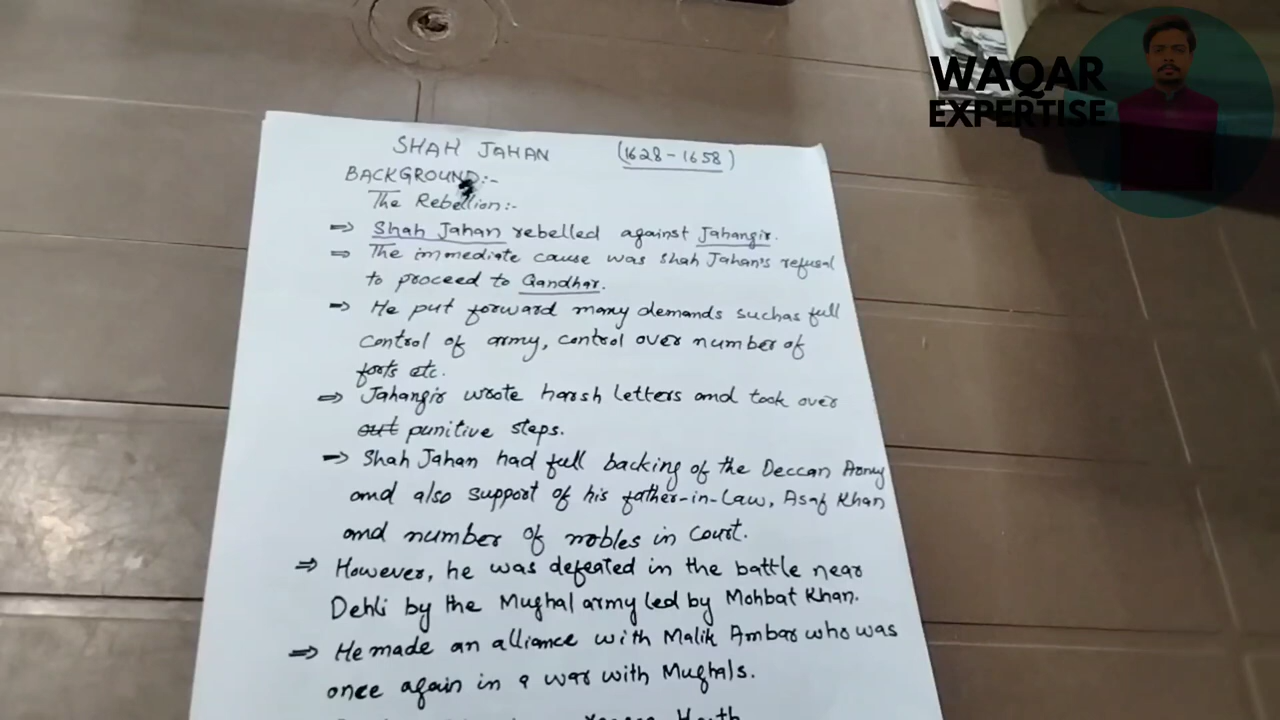 WAQAR
EXPERTISE
SHAH JAHAN (1628-1658)
BACKGROUND:-
The Rebellion:-
⇒ Shah Jahan rebelled against Jahangir.
⇒ The immediate cause was Shah Jahan's refusal
to proceed to Qandhar.
⇒ He put forward many demands suchas full
control of army, control over number of
forts etc.
⇒ Jahangir wrote harsh letters and took over
out punitive steps.
⇒ Shah Jahan had full backing of the Deccan Army
and also support of his father-in-law, Asaf Khan
and number of nobles in court.
⇒ However, he was defeated in the battle near
Dehli by the Mughal army led by Mohbat Khan.
⇒ He made an alliance with Malik Ambar who was
once again in a war with Mughals.